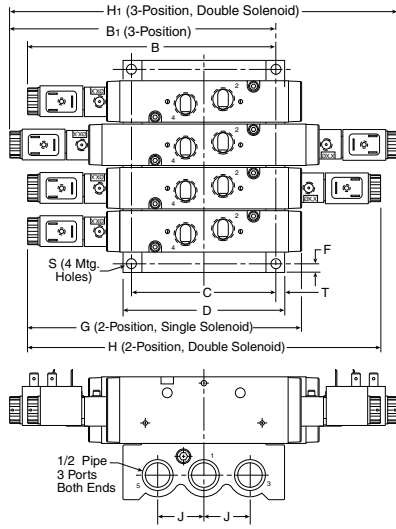 H1 (3-Position, Double Solenoid)
B1 (3-Position)
B
2
4
2
4
2
4
2
4
S (4 Mtg.
Holes)
F
C
T
D
G (2-Position, Single Solenoid)
H (2-Position, Double Solenoid)
1/2 Pipe
3 Ports
Both Ends
1
5
3
J
J